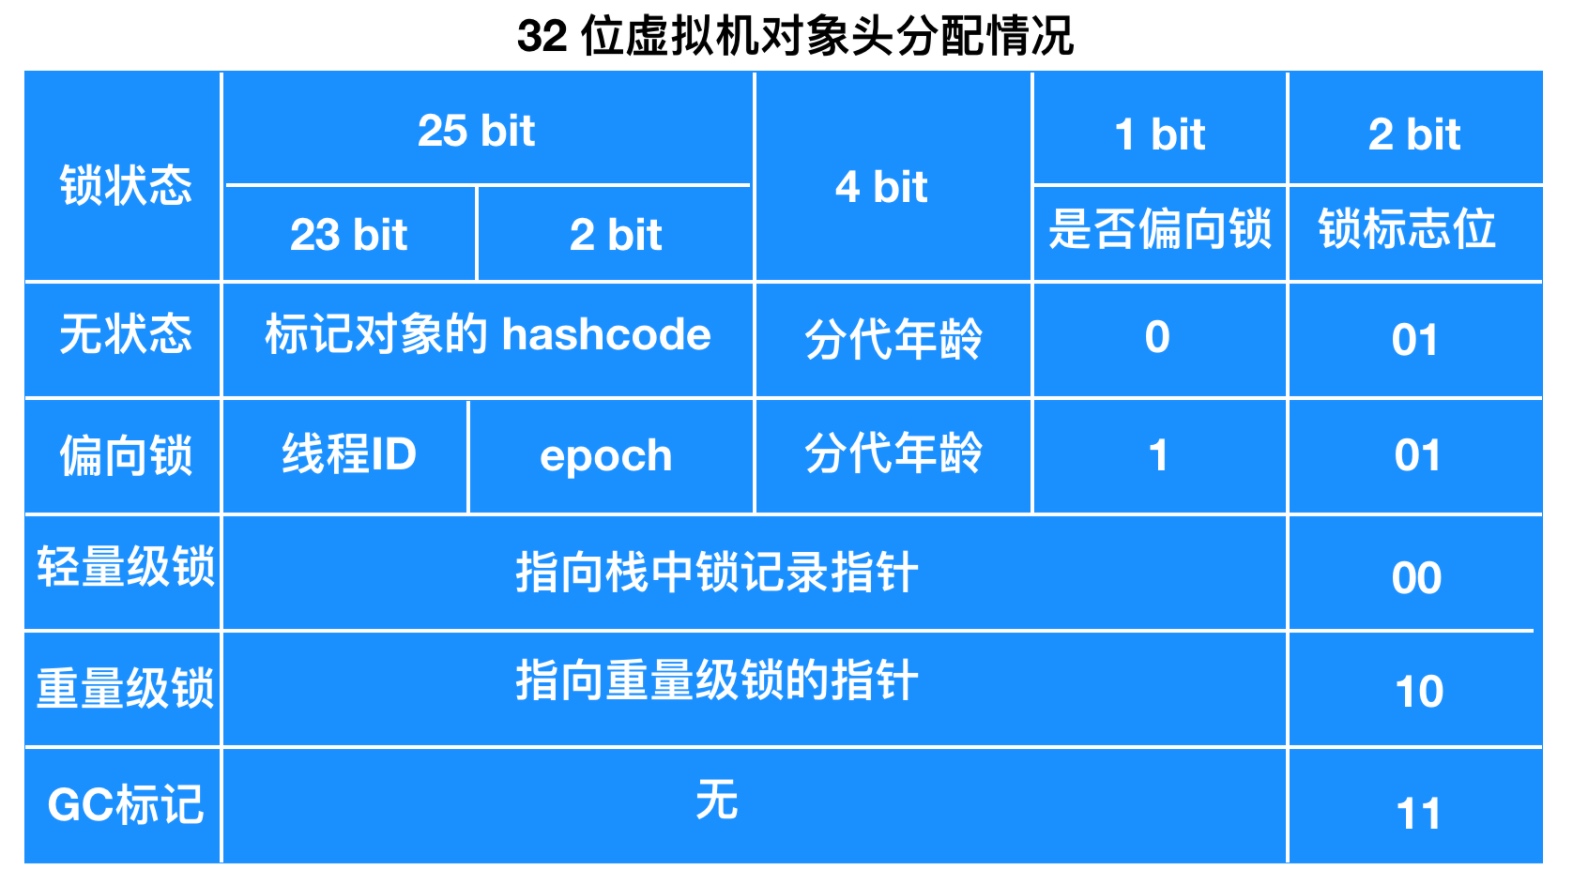 32 位虚拟机对象头分配情况
锁状态
25 bit
23 bit
2 bit
4 bit
1 bit
是否偏向锁
2 bit
锁标志位
无状态
标记对象的 hashcode
分代年龄
0
01
偏向锁
线程ID
epoch
分代年龄
1
01
轻量级锁
指向栈中锁记录指针
00
重量级锁
指向重量级锁的指针
10
GC标记
无
11